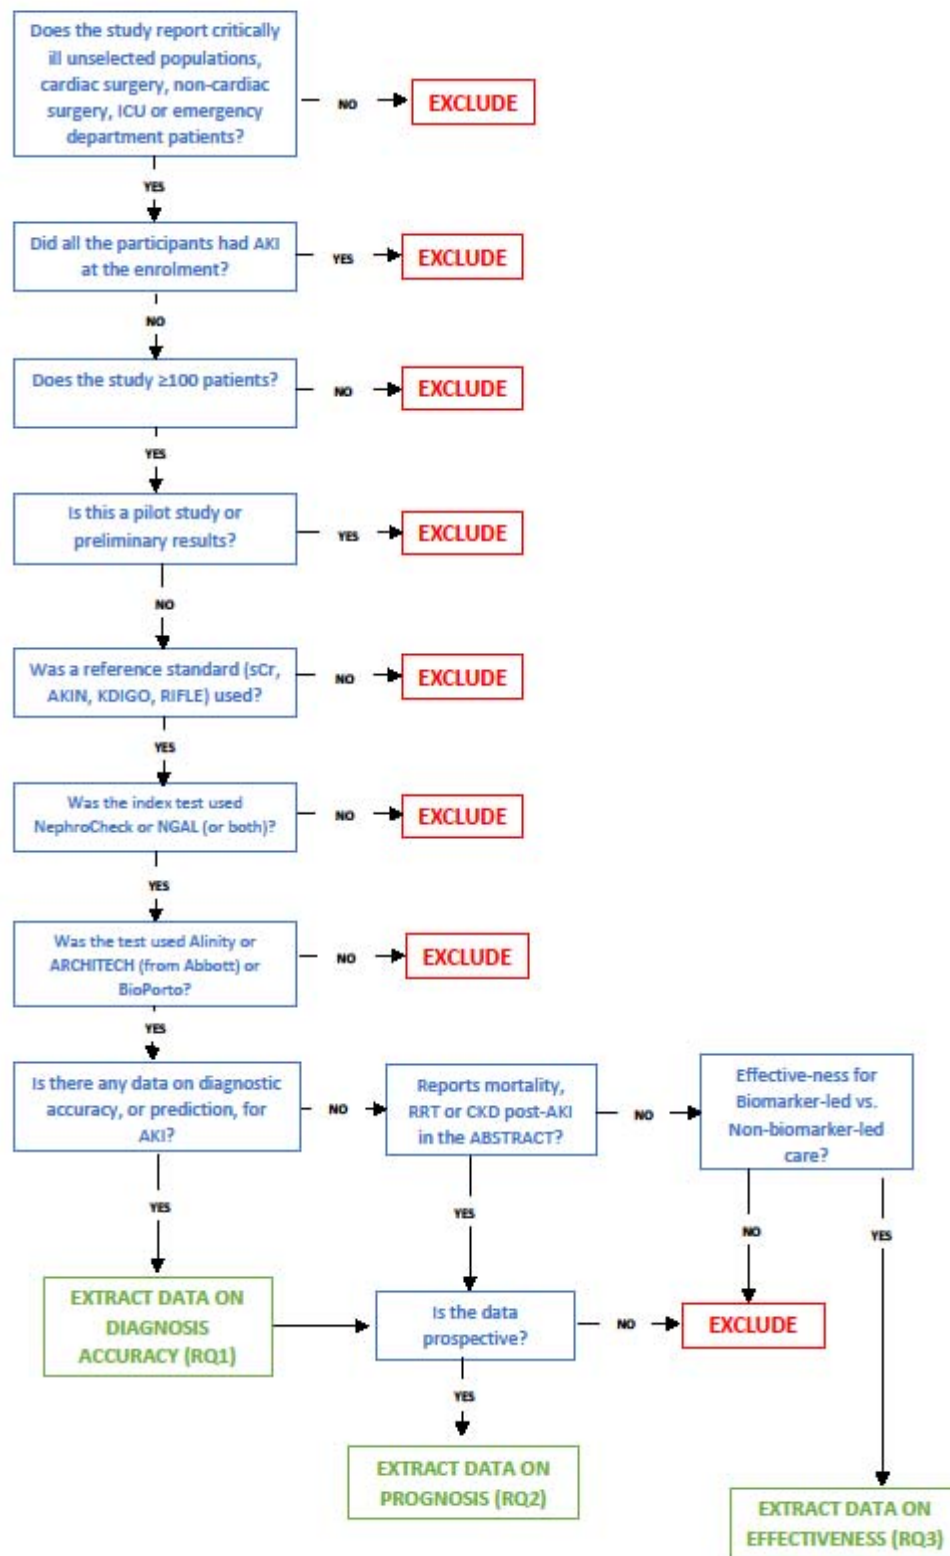 Does the study report critically
ill unselected populations,
cardiac surgery, non-cardiac
surgery, ICU or emergency
department patients?
NO
EXCLUDE
YES
Did all the participants had AKI
at the enrolment?
YES
EXCLUDE
NO
Does the study ≥100 patients?
NO
EXCLUDE
YES
Is this a pilot study or
preliminary results?
YES
EXCLUDE
NO
Was a reference standard (sCr,
AKIN, KDIGO, RIFLE) used?
NO
EXCLUDE
YES
Was the index test used
NephroCheck or NGAL (or both)?
NO
EXCLUDE
YES
Was the test used Alinity or
ARCHITECH (from Abbott) or
BioPorto?
NO
EXCLUDE
YES
Is there any data on diagnostic
accuracy, or prediction, for
AKI?
NO
Reports mortality,
RRT or CKD post-AKI
in the ABSTRACT?
NO
Effective-ness for
Biomarker-led vs.
Non-biomarker-led
care?
YES
YES
NO
YES
EXTRACT DATA ON
DIAGNOSIS
ACCURACY (RQ1)
Is the data
prospective?
NO
EXCLUDE
YES
EXTRACT DATA ON
PROGNOSIS (RQ2)
EXTRACT DATA ON
EFFECTIVENESS (RQ3)